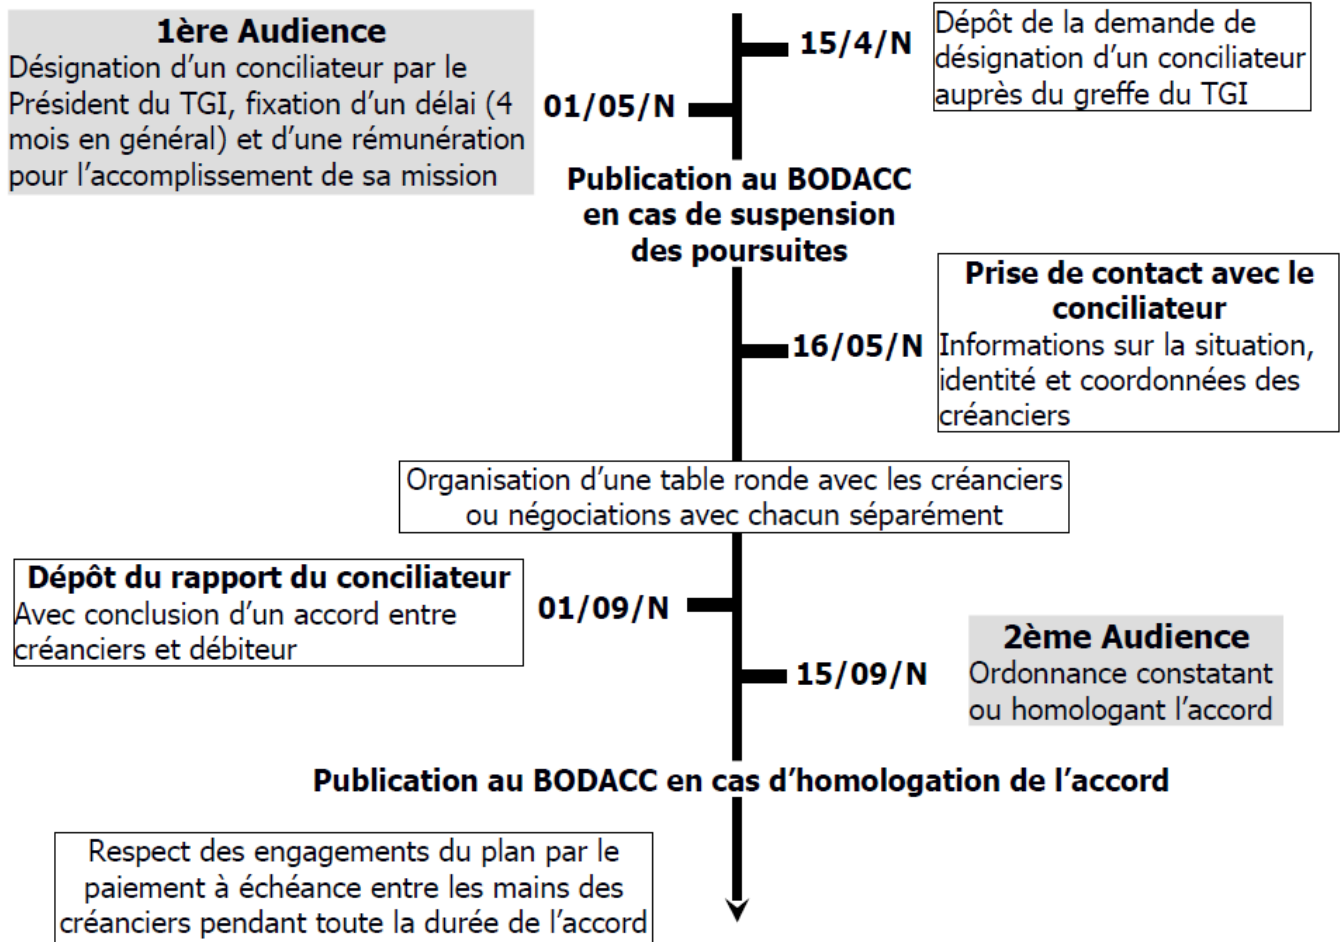 1ère Audience
Désignation d’un conciliateur par le
Président du TGI, fixation d’un délai (4
mois en général) et d’une rémunération
pour l’accomplissement de sa mission
15/4/N
Dépôt de la demande de
désignation d’un conciliateur
auprès du greffe du TGI
01/05/N
Publication au BODACC
en cas de suspension
des poursuites
16/05/N
Prise de contact avec le
conciliateur
Informations sur la situation,
identité et coordonnées des
créanciers
Organisation d’une table ronde avec les créanciers
ou négociations avec chacun séparément
Dépôt du rapport du conciliateur
Avec conclusion d’un accord entre
créanciers et débiteur
01/09/N
15/09/N
2ème Audience
Ordonnance constatant
ou homologant l’accord
Publication au BODACC en cas d’homologation de l’accord
Respect des engagements du plan par le
paiement à échéance entre les mains des
créanciers pendant toute la durée de l’accord